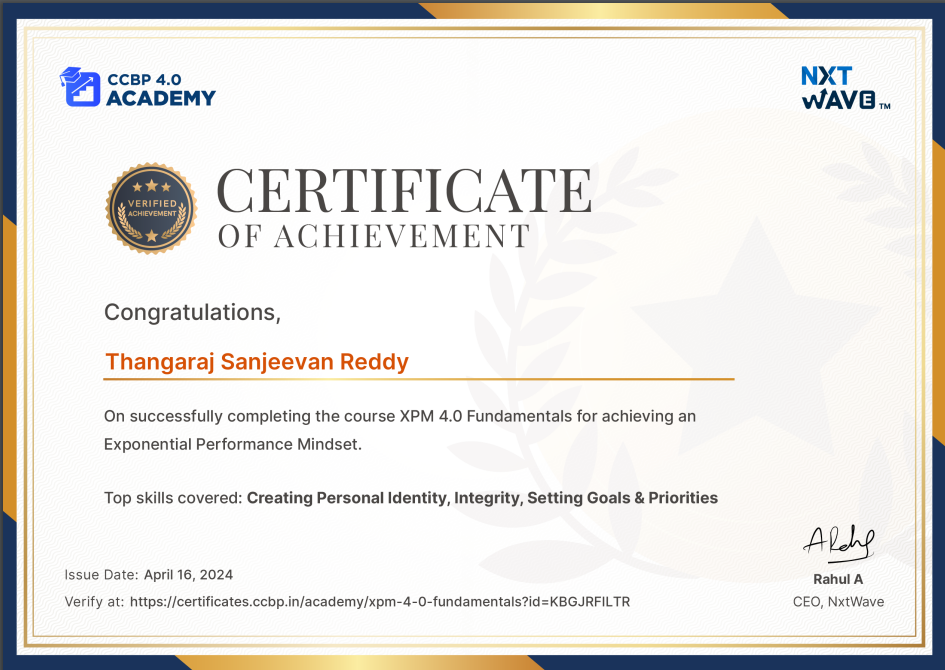 CCBP 4.0
ACADEMY
NXT
WAVE TM
VERIFIED
ACHIEVEMENT
CERTIFICATE
OF ACHIEVEMENT
Congratulations,
Thangaraj Sanjeevan Reddy
On successfully completing the course XPM 4.0 Fundamentals for achieving an
Exponential Performance Mindset.
Top skills covered: Creating Personal Identity, Integrity, Setting Goals & Priorities
Issue Date: April 16, 2024
Verify at: https://certificates.ccbp.in/academy/xpm-4-0-fundamentals?id=KBGJRFILTR
Rahul A
CEO, NxtWave